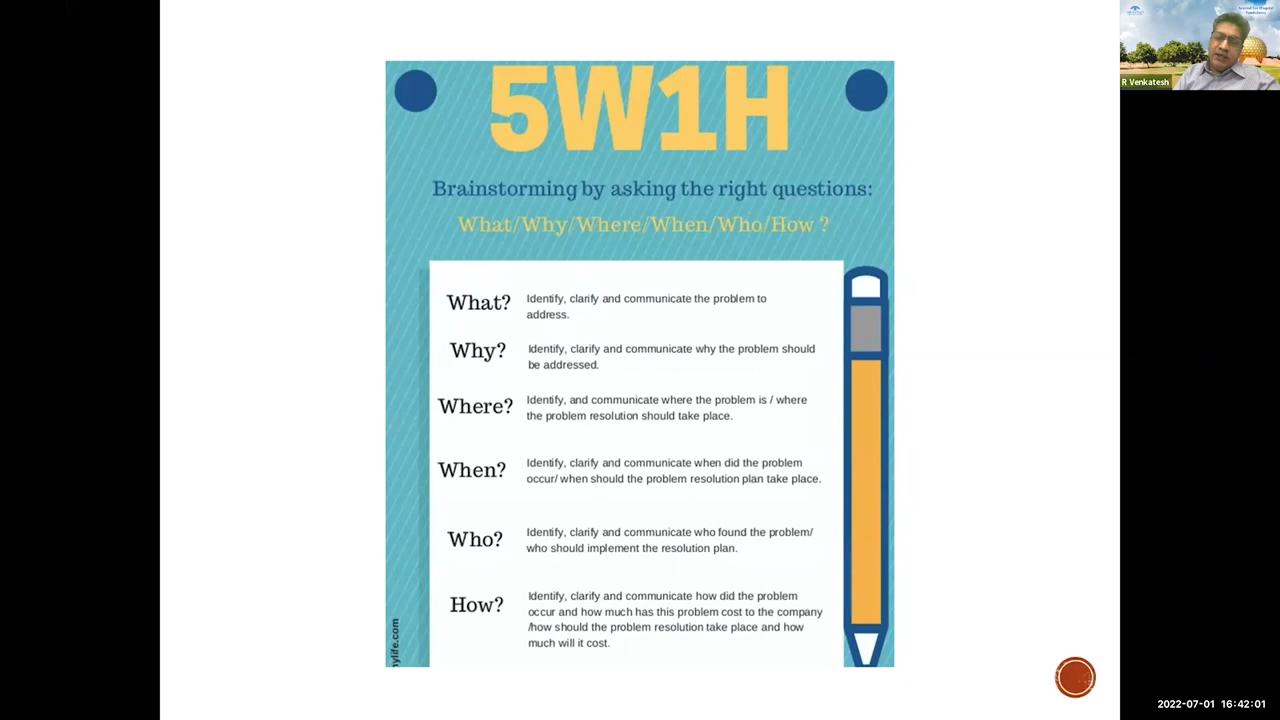 5W1H
Brainstorming by asking the right questions:
What/Why/Where/When/Who/How ?
What?
Identify, clarify and communicate the problem to
address.
Why?
Identify, clarify and communicate why the problem should
be addressed.
Where?
Identify, and communicate where the problem is / where
the problem resolution should take place.
When?
Identify, clarify and communicate when did the problem
occur/ when should the problem resolution plan take place.
Who?
Identify, clarify and communicate who found the problem/
who should implement the resolution plan.
How?
Identify, clarify and communicate how did the problem
occur and how much has this problem cost to the company
/how should the problem resolution take place and how
much will it cost.
ylife.com
R Venkatesh
2022-07-01 16:42:01